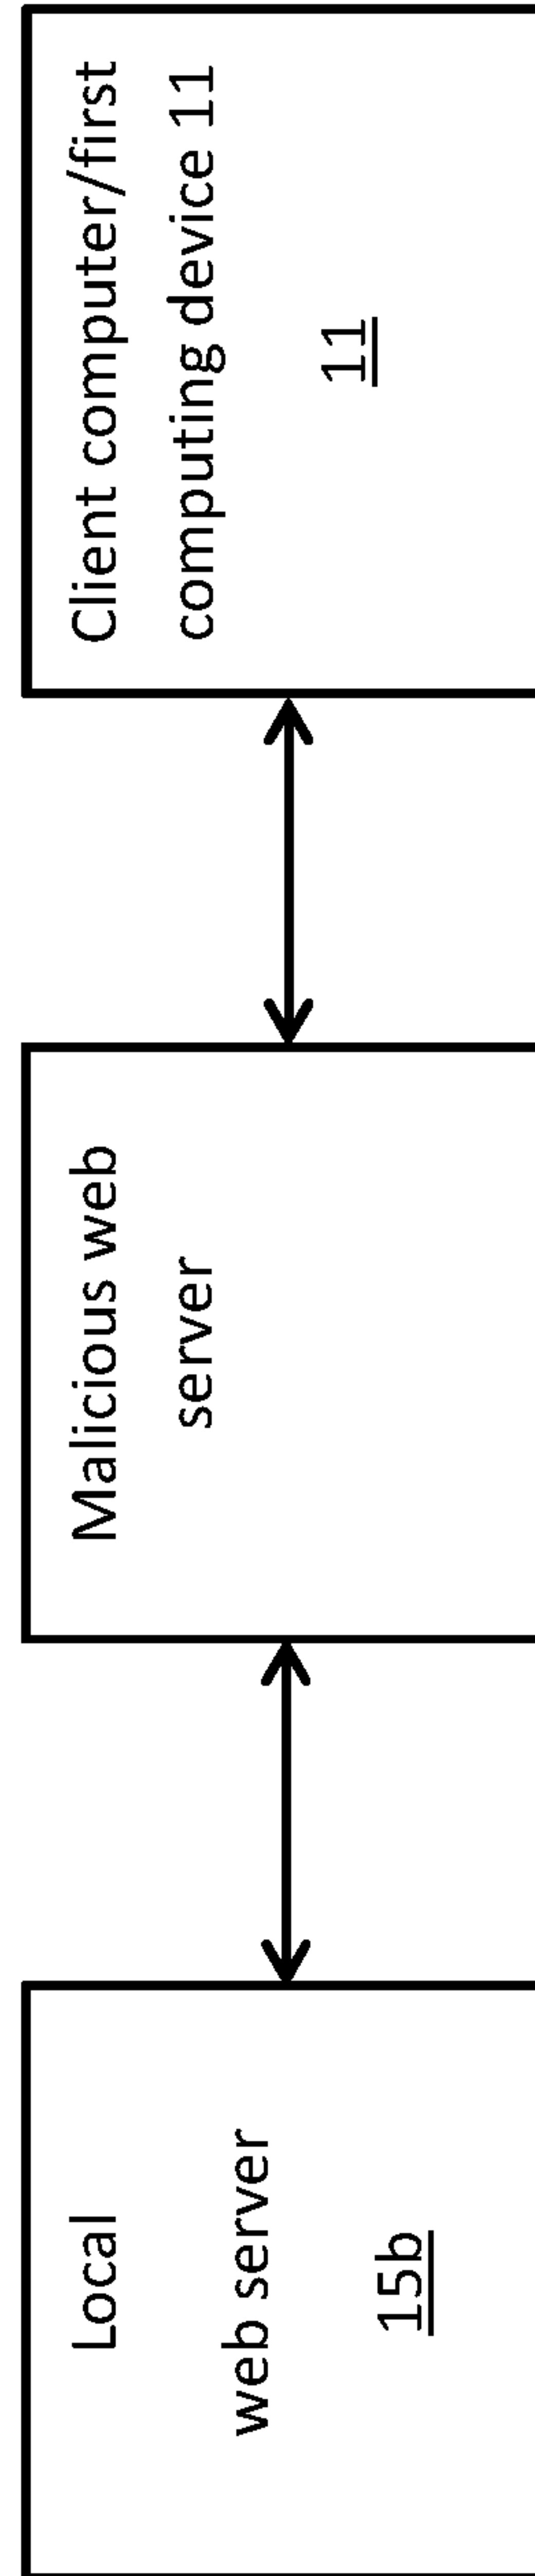 Local
web server
15b
Malicious web
server
Client computer/first
computing device 11
11